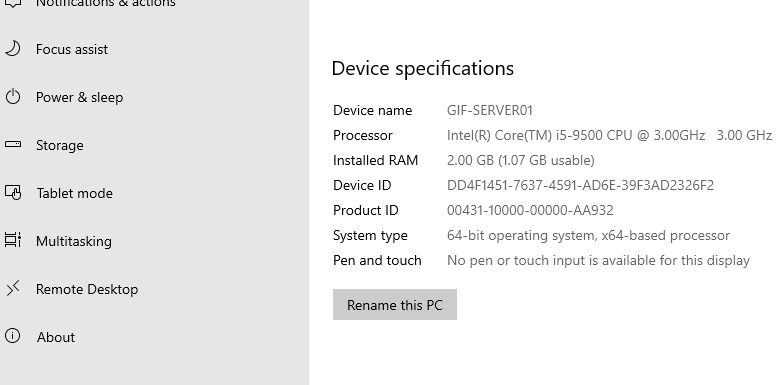 Notifications & actions
Focus assist
Power & sleep
Storage
Tablet mode
Multitasking
Remote Desktop
About
Device specifications
Device name GIF-SERVER01
Processor Intel(R) Core(TM) i5-9500 CPU @ 3.00GHz 3.00 GHz
Installed RAM 2.00 GB (1.07 GB usable)
Device ID DD4F1451-7637-4591-AD6E-39F3AD2326F2
Product ID 00431-10000-00000-AA932
System type 64-bit operating system, x64-based processor
Pen and touch No pen or touch input is available for this display
Rename this PC